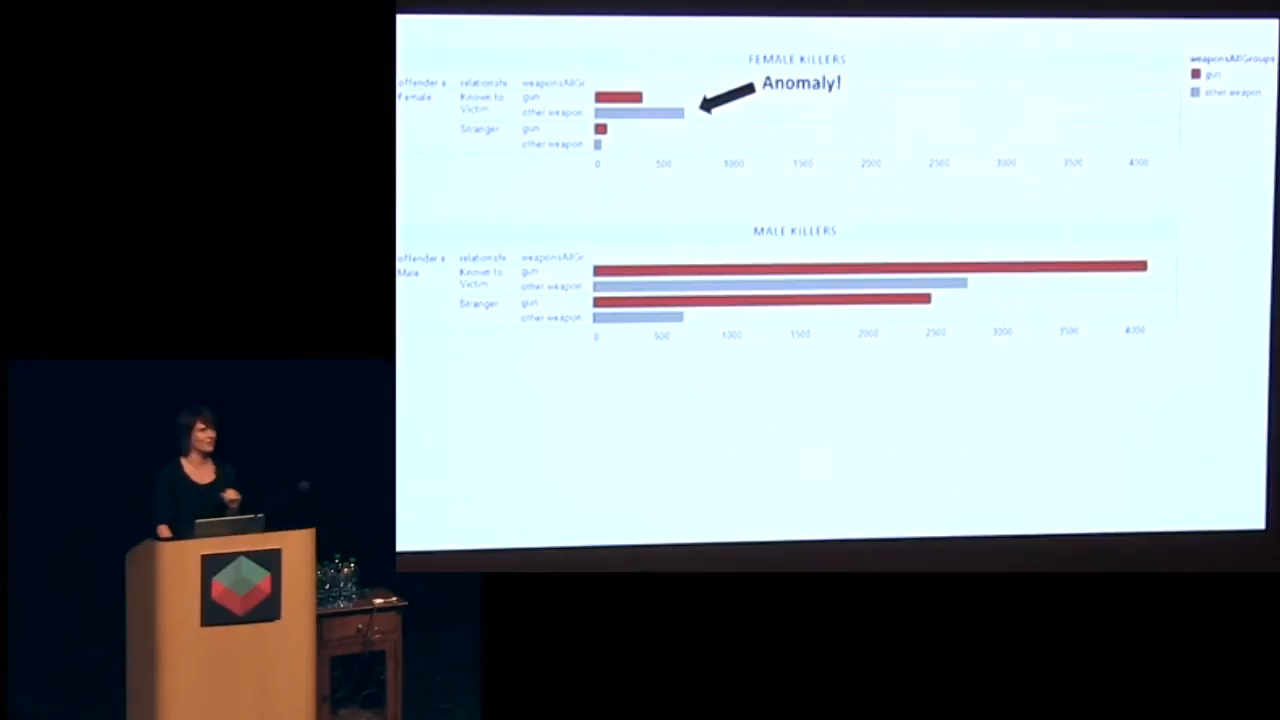 FEMALE KILLERS
weaponsAllGroups
gun
other weapon
Anomaly!
offender s relationshi weaponsAllGr
Female Known to Victim gun
other weapon
Stranger gun
other weapon
0 500 1000 1500 2000 2500 3000 3500 4000
MALE KILLERS
offender s relationshi weaponsAllGr
Male Known to Victim gun
other weapon
Stranger gun
other weapon
0 500 1000 1500 2000 2500 3000 3500 4000